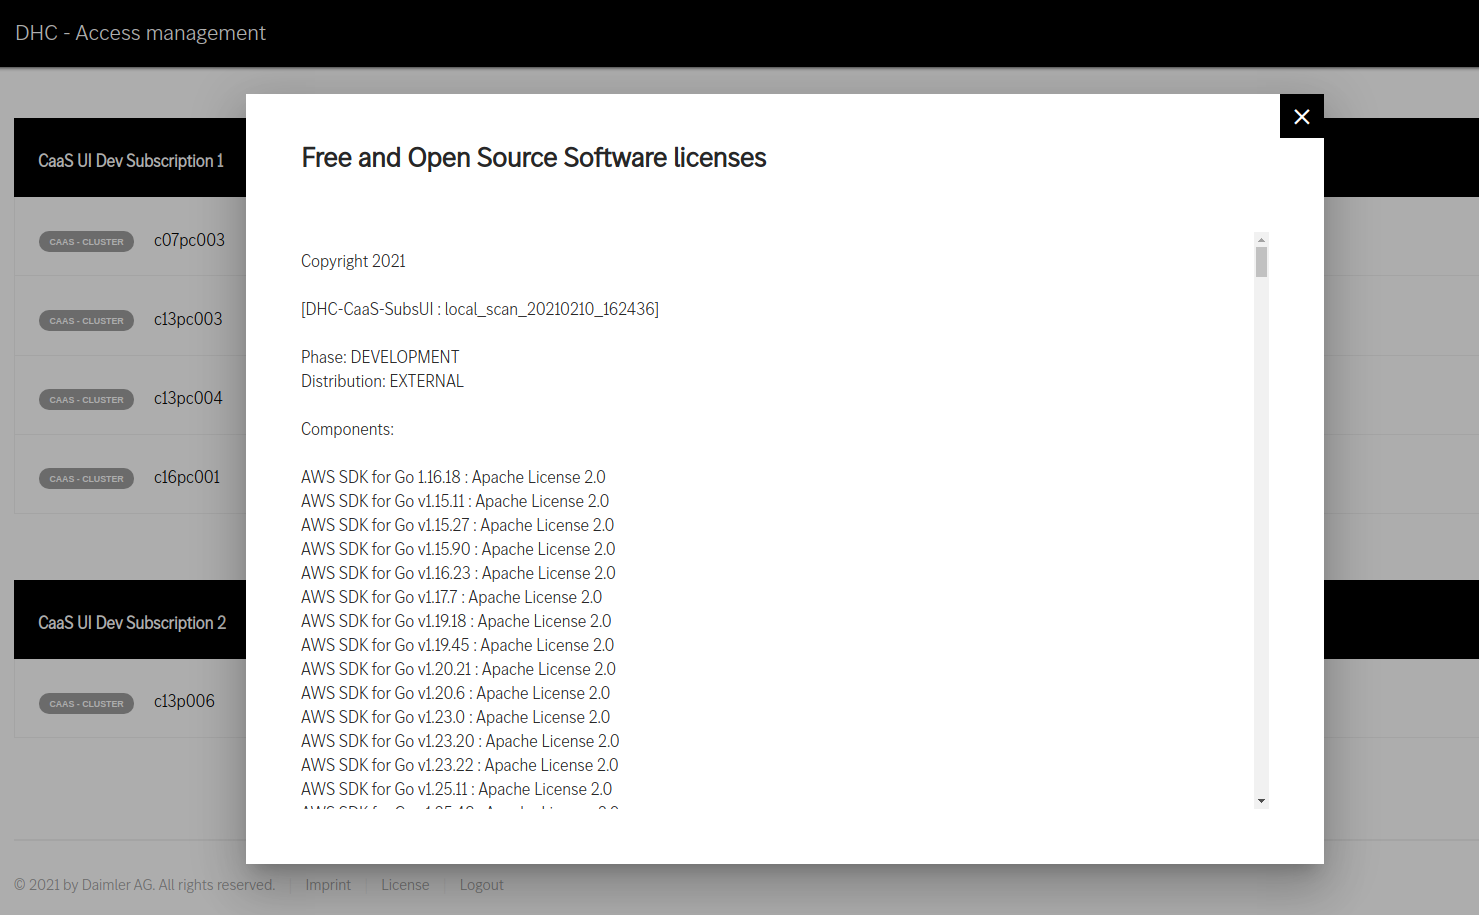 DHC - Access management
CaaS UI Dev Subscription 1
CAAS - CLUSTER c07pc003
CAAS - CLUSTER c13pc003
CAAS - CLUSTER c13pc004
CAAS - CLUSTER c16pc001
CaaS UI Dev Subscription 2
CAAS - CLUSTER c13p006
Free and Open Source Software licenses
Copyright 2021
[DHC-CaaS-SubsUI : local_scan_20210210_162436]
Phase: DEVELOPMENT
Distribution: EXTERNAL
Components:
AWS SDK for Go 1.16.18 : Apache License 2.0
AWS SDK for Go v1.15.11 : Apache License 2.0
AWS SDK for Go v1.15.27 : Apache License 2.0
AWS SDK for Go v1.15.90 : Apache License 2.0
AWS SDK for Go v1.16.23 : Apache License 2.0
AWS SDK for Go v1.17.7 : Apache License 2.0
AWS SDK for Go v1.19.18 : Apache License 2.0
AWS SDK for Go v1.19.45 : Apache License 2.0
AWS SDK for Go v1.20.21 : Apache License 2.0
AWS SDK for Go v1.20.6 : Apache License 2.0
AWS SDK for Go v1.23.0 : Apache License 2.0
AWS SDK for Go v1.23.20 : Apache License 2.0
AWS SDK for Go v1.23.22 : Apache License 2.0
AWS SDK for Go v1.25.11 : Apache License 2.0
© 2021 by Daimler AG. All rights reserved. Imprint License Logout